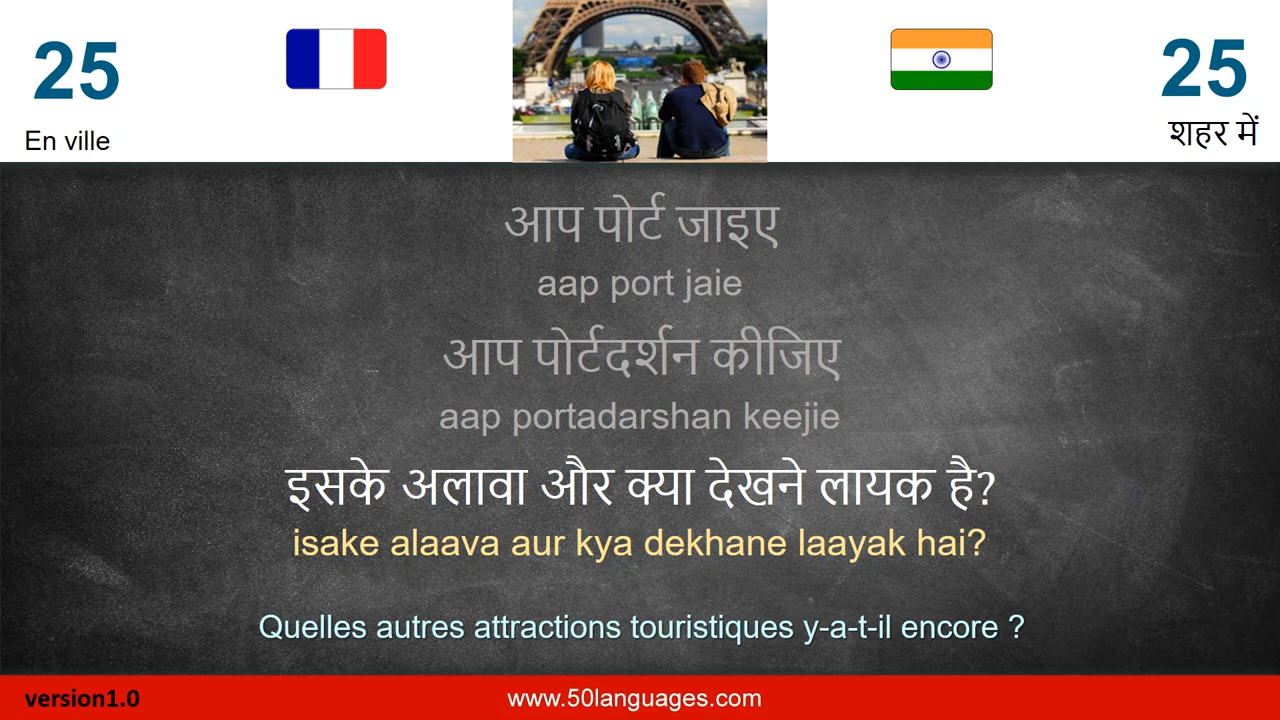 25
En ville
25
शहर में
आप पोर्ट जाइए
aap port jaie
आप पोर्टदर्शन कीजिए
aap portadarshan keejie
इसके अलावा और क्या देखने लायक है?
isake alaava aur kya dekhane laayak hai?
Quelles autres attractions touristiques y-a-t-il encore ?
version1.0
www.50languages.com